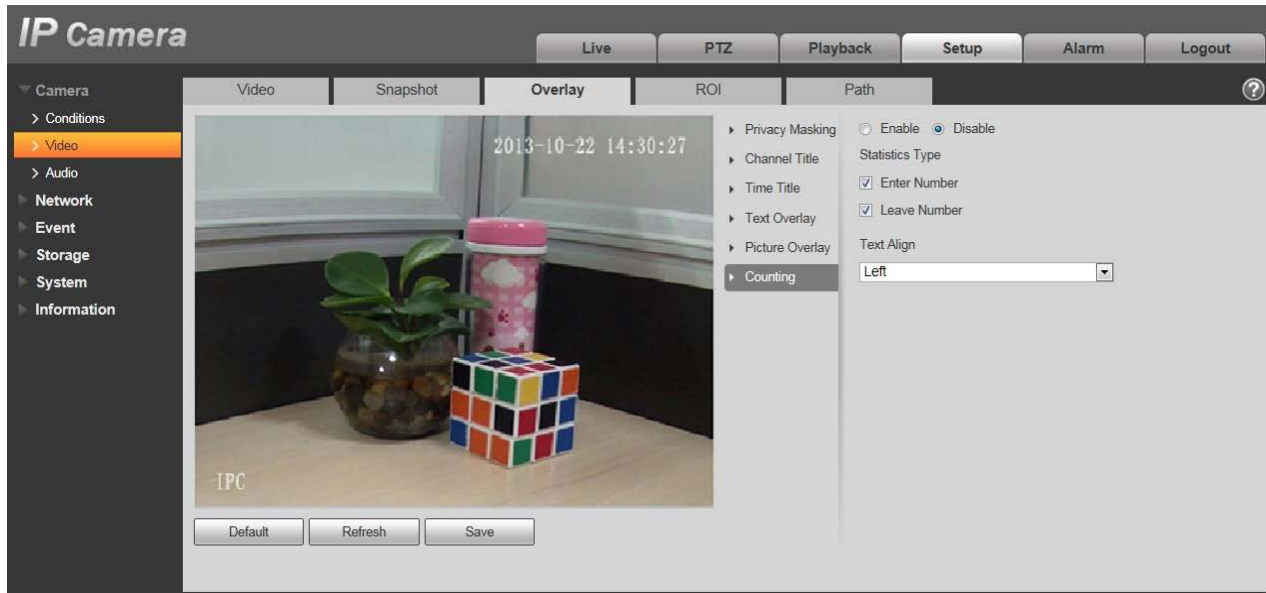 IP Camera
Live PTZ Playback Setup Alarm Logout
Camera
Conditions
Video
Audio
Network
Event
Storage
System
Information
Video Snapshot Overlay ROI Path
2013-10-22 14:30:27
IPC
Default Refresh Save
Privacy Masking
Channel Title
Time Title
Text Overlay
Picture Overlay
Counting
Enable Disable
Statistics Type
Enter Number
Leave Number
Text Align
Left